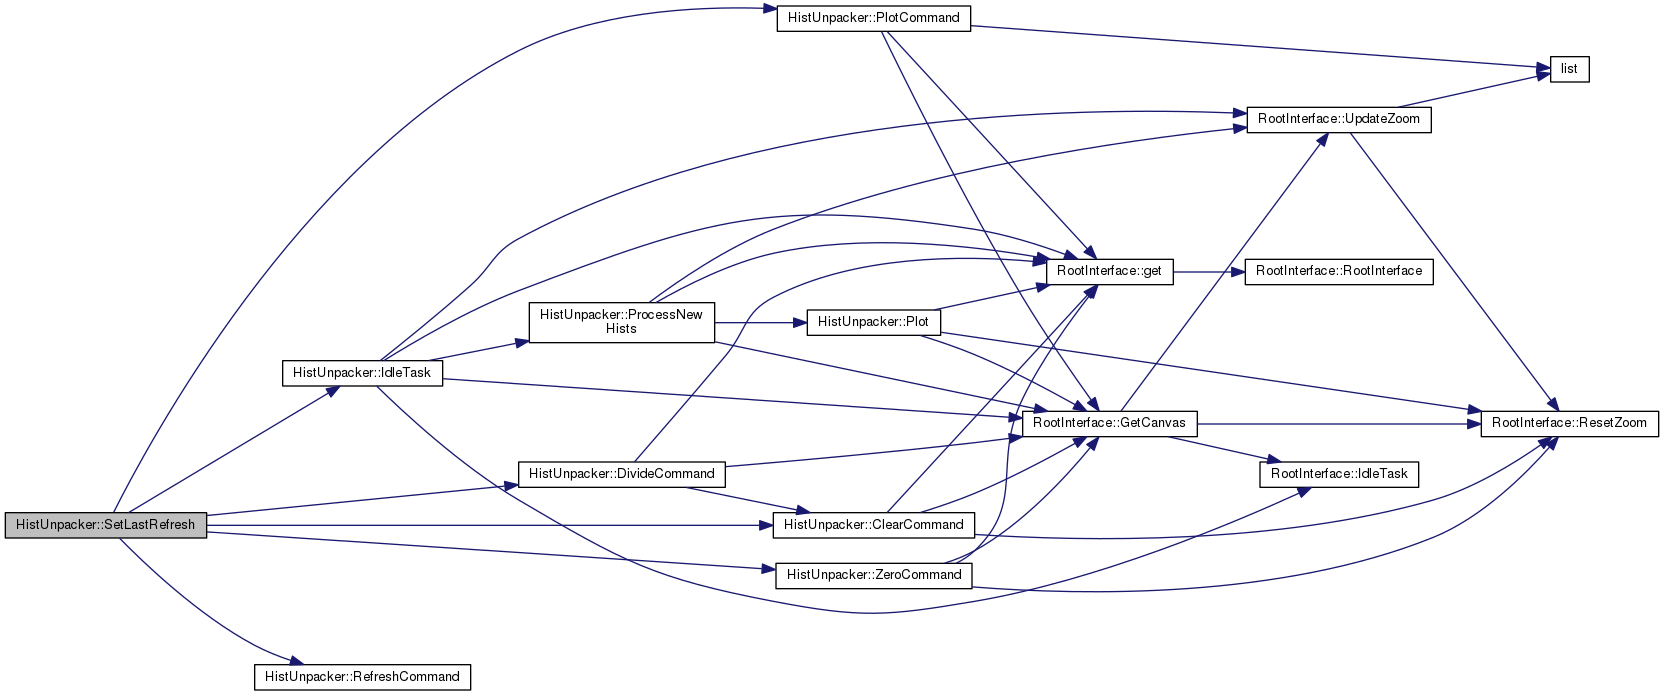 HistUnpacker::PlotCommand
list
RootInterface::UpdateZoom
RootInterface::get
RootInterface::RootInterface
HistUnpacker::ProcessNew
Hists
HistUnpacker::Plot
HistUnpacker::IdleTask
RootInterface::GetCanvas
RootInterface::ResetZoom
HistUnpacker::DivideCommand
RootInterface::IdleTask
HistUnpacker::SetLastRefresh
HistUnpacker::ClearCommand
HistUnpacker::ZeroCommand
HistUnpacker::RefreshCommand